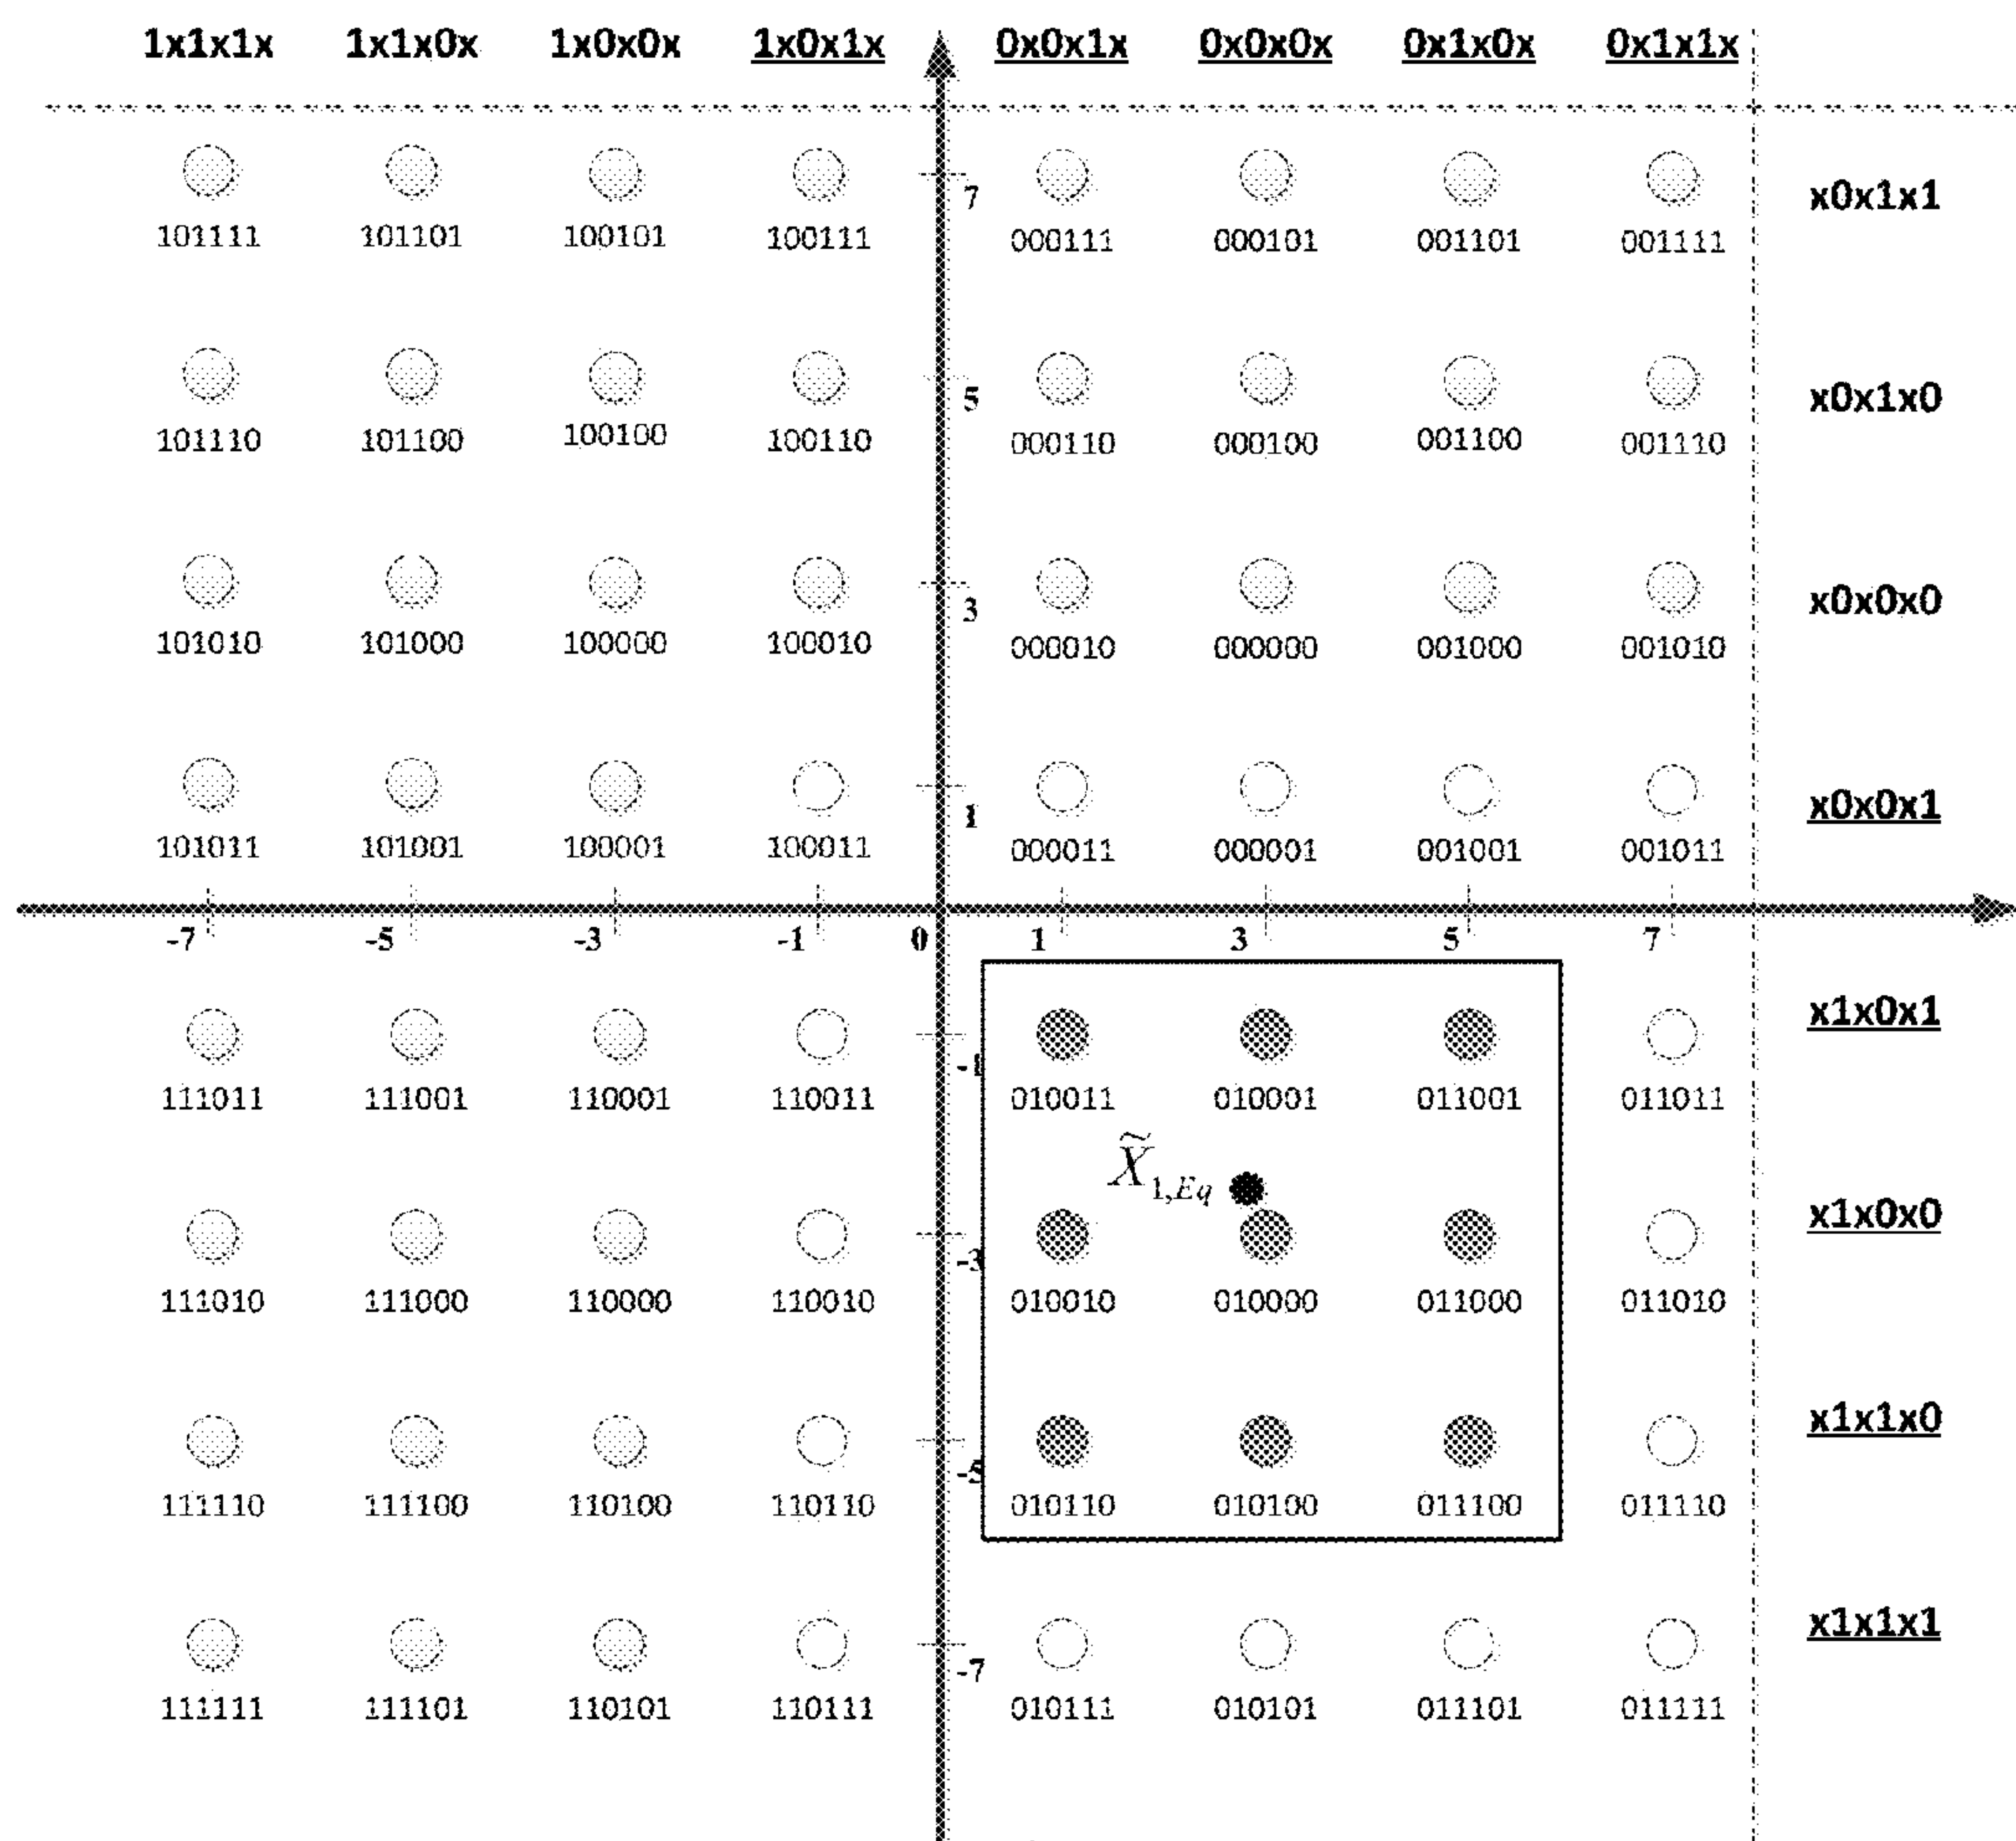 1x1x1x 1x1x0x 1x0x0x 1x0x1x 0x0x1x 0x0x0x 0x1x0x 0x1x1x
7 x0x1x1
101111 101101 100101 100111 000111 000101 001101 001111
5 x0x1x0
101110 101100 100100 100110 000110 000100 001100 001110
3 x0x0x0
101010 101000 100000 100010 000010 000000 001000 001010
1 x0x0x1
101011 101001 100001 100011 000011 000001 001001 001011
-7 -5 -3 -1 0 1 3 5 7
x1x0x1
-1
111011 111001 110001 110011 010011 010001 011001 011011
X̃1,Eq
x1x0x0
-3
111010 111000 110000 110010 010010 010000 011000 011010
x1x1x0
-5
111110 111100 110100 110110 010110 010100 011100 011110
x1x1x1
-7
111111 111101 110101 110111 010111 010101 011101 011111